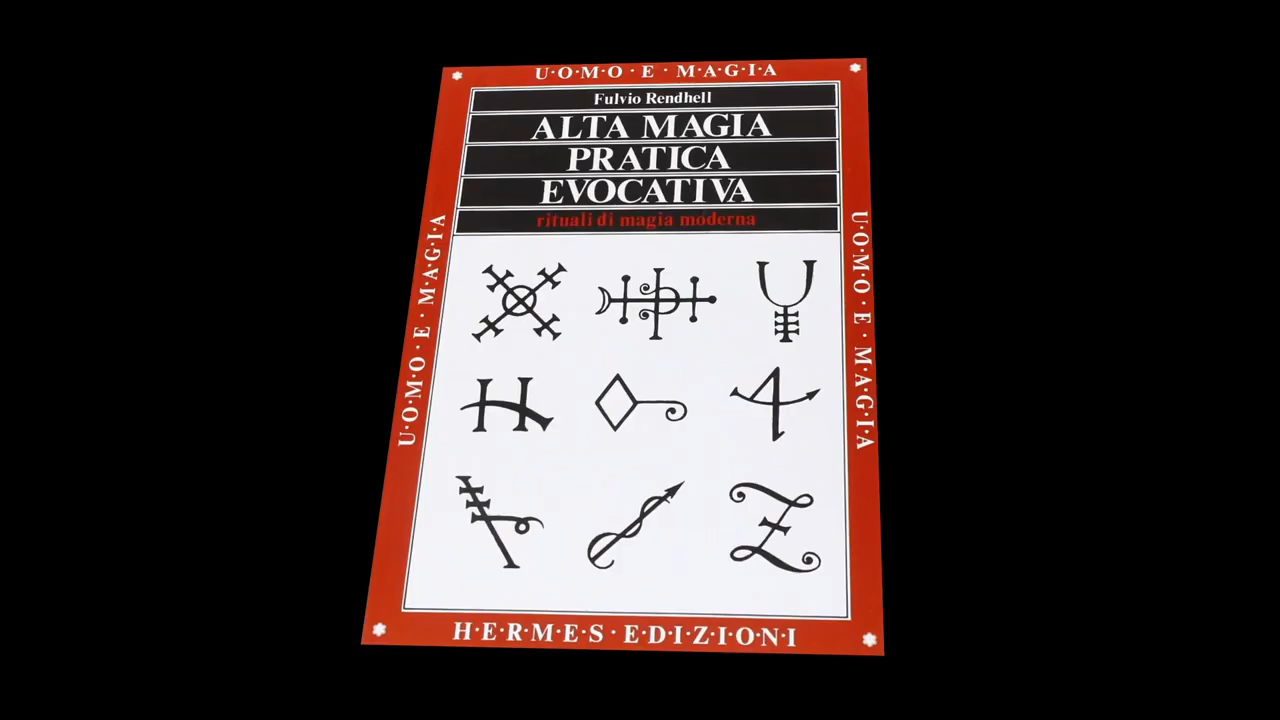 U·O·M·O · E · M·A·G·I·A
Fulvio Rendhell
ALTA MAGIA
PRATICA
EVOCATIVA
rituali di magia moderna
U·O·M·O · E · M·A·G·I·A
U·O·M·O · E · M·A·G·I·A
H·E·R·M·E·S · E·D·I·Z·I·O·N·I